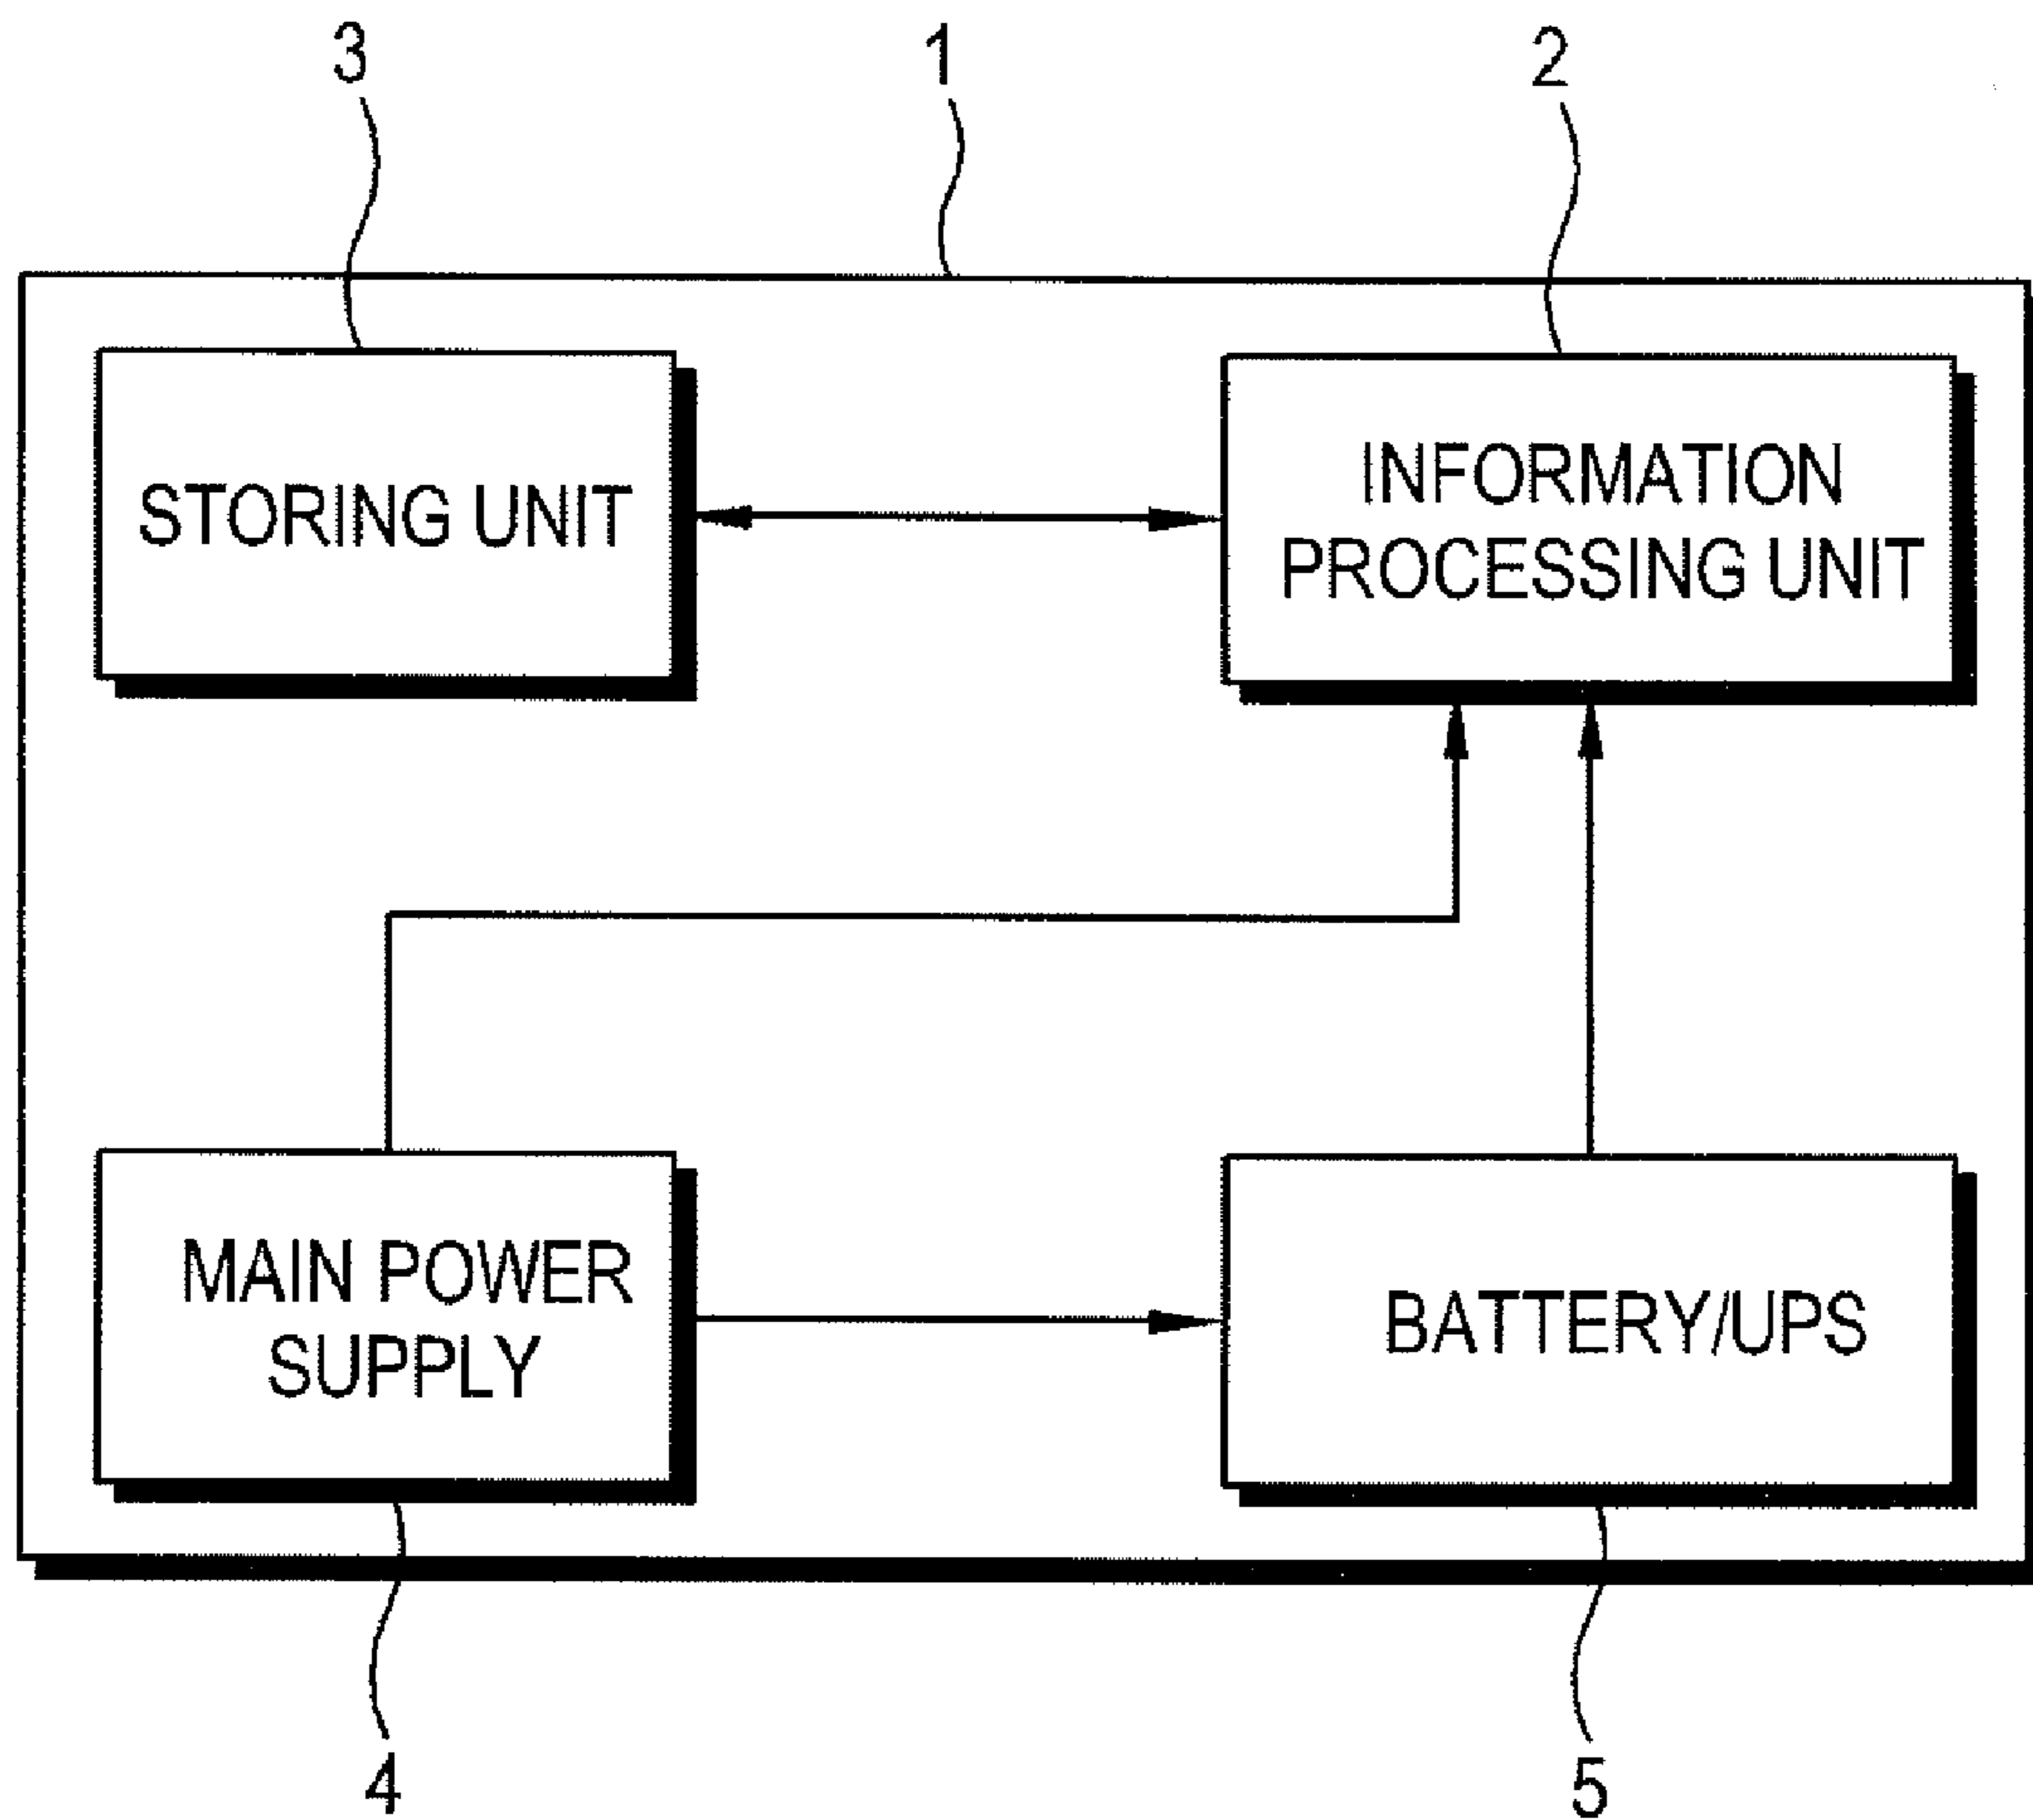 3
1
2
STORING UNIT
INFORMATION
PROCESSING UNIT
MAIN POWER
SUPPLY
BATTERY/UPS
4
5